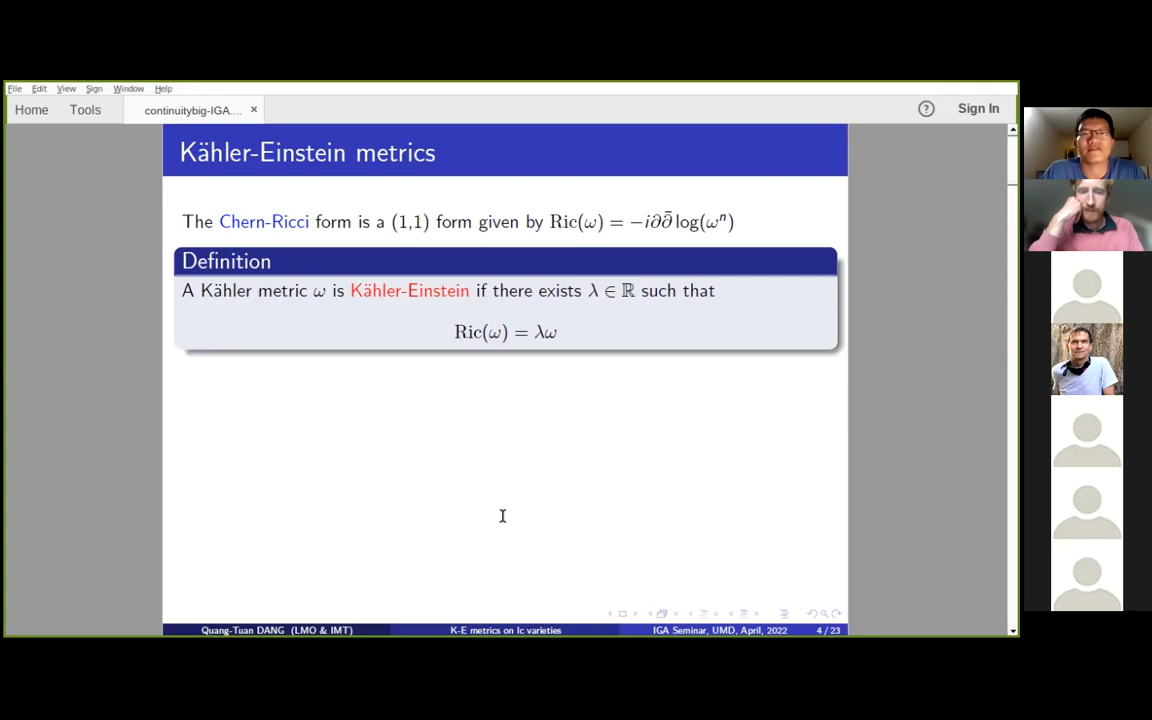 File Edit View Sign Window Help
Home Tools continuitybig-IGA.... × ? Sign In
Kähler-Einstein metrics
The Chern-Ricci form is a (1,1) form given by Ric(ω) = −i∂∂̄ log(ωⁿ)
Definition
A Kähler metric ω is Kähler-Einstein if there exists λ ∈ ℝ such that
Ric(ω) = λω
Quang-Tuan DANG (LMO & IMT) K-E metrics on lc varieties IGA Seminar, UMD, April, 2022 4 / 23